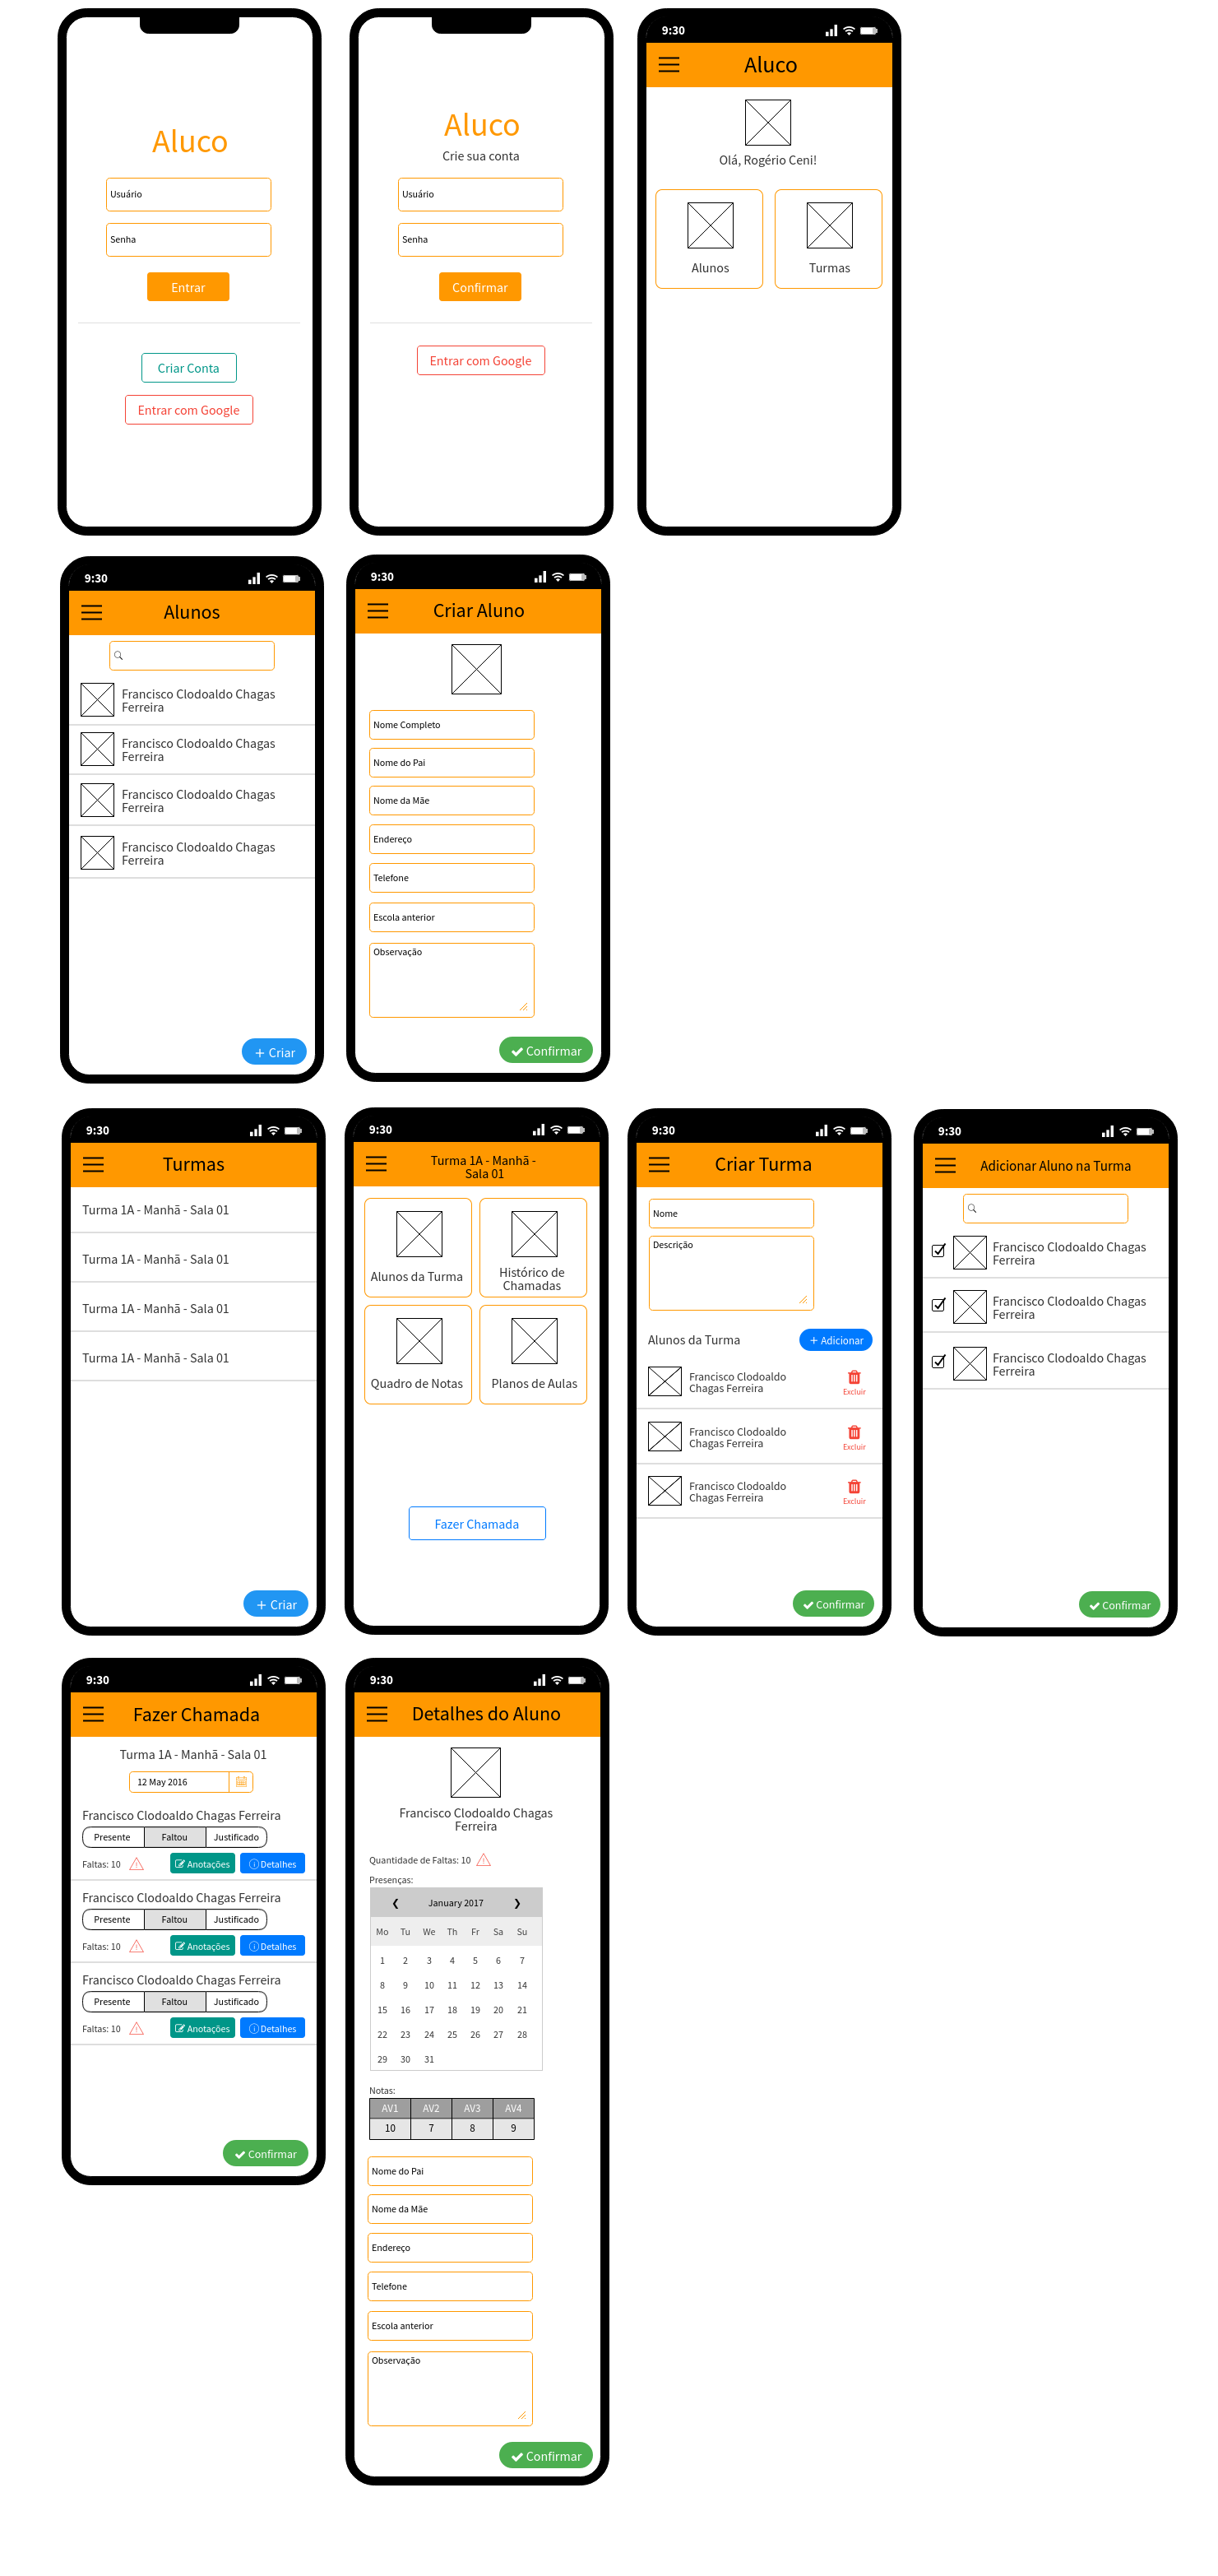 Aluco
Usuário
Senha
Entrar
Criar Conta
Entrar com Google
Aluco
Crie sua conta
Usuário
Senha
Confirmar
Entrar com Google
9:30
Aluco
Olá, Rogério Ceni!
Alunos
Turmas
9:30
Alunos
Francisco Clodoaldo Chagas
Ferreira
Francisco Clodoaldo Chagas
Ferreira
Francisco Clodoaldo Chagas
Ferreira
Francisco Clodoaldo Chagas
Ferreira
+ Criar
9:30
Criar Aluno
Nome Completo
Nome do Pai
Nome da Mãe
Endereço
Telefone
Escola anterior
Observação
Confirmar
9:30
Turmas
Turma 1A - Manhã - Sala 01
Turma 1A - Manhã - Sala 01
Turma 1A - Manhã - Sala 01
Turma 1A - Manhã - Sala 01
+ Criar
9:30
Turma 1A - Manhã -
Sala 01
Alunos da Turma
Histórico de
Chamadas
Quadro de Notas
Planos de Aulas
Fazer Chamada
9:30
Criar Turma
Nome
Descrição
Alunos da Turma
+ Adicionar
Francisco Clodoaldo
Chagas Ferreira
Excluir
Francisco Clodoaldo
Chagas Ferreira
Excluir
Francisco Clodoaldo
Chagas Ferreira
Excluir
Confirmar
9:30
Adicionar Aluno na Turma
Francisco Clodoaldo Chagas
Ferreira
Francisco Clodoaldo Chagas
Ferreira
Francisco Clodoaldo Chagas
Ferreira
Confirmar
9:30
Fazer Chamada
Turma 1A - Manhã - Sala 01
12 May 2016
Francisco Clodoaldo Chagas Ferreira
Presente Faltou Justificado
Faltas: 10 Anotações Detalhes
Francisco Clodoaldo Chagas Ferreira
Presente Faltou Justificado
Faltas: 10 Anotações Detalhes
Francisco Clodoaldo Chagas Ferreira
Presente Faltou Justificado
Faltas: 10 Anotações Detalhes
Confirmar
9:30
Detalhes do Aluno
Francisco Clodoaldo Chagas
Ferreira
Quantidade de Faltas: 10
Presenças:
January 2017
Mo Tu We Th Fr Sa Su
1 2 3 4 5 6 7
8 9 10 11 12 13 14
15 16 17 18 19 20 21
22 23 24 25 26 27 28
29 30 31
Notas:
AV1 AV2 AV3 AV4
10 7 8 9
Nome do Pai
Nome da Mãe
Endereço
Telefone
Escola anterior
Observação
Confirmar